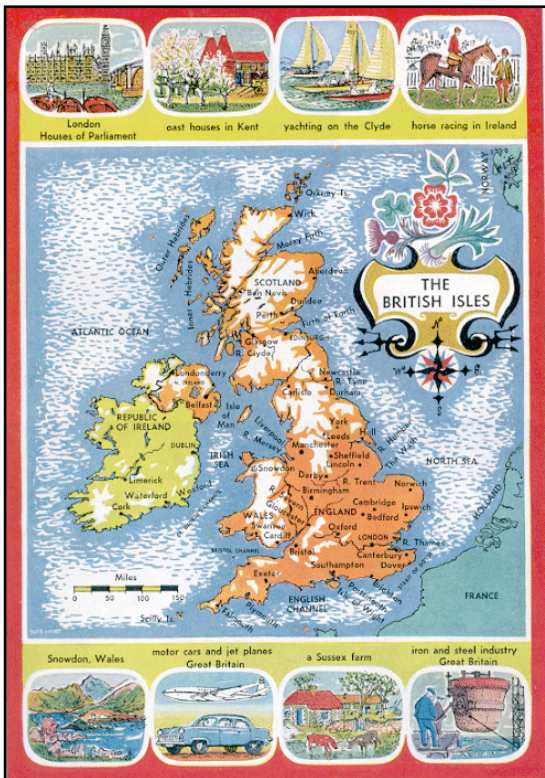 London
Houses of Parliament
oast houses in Kent
yachting on the Clyde
horse racing in Ireland
NORWAY
Orkney Is.
Wick
Outer Hebrides
Moray Firth
THE
BRITISH ISLES
Aberdeen
SCOTLAND
Ben Nevis
Inner Hebrides
Dundee
Perth
Firth of Forth
ATLANTIC OCEAN
EDINBURGH
Glasgow
R. Clyde
N
W
E
S
Londonderry
N. IRELAND
Newcastle
R. Tyne
Carlisle
Durham
Belfast
Isle
of
Man
REPUBLIC
OF IRELAND
York
Leeds
Hull
R. Humber
Liverpool
R. Mersey
Manchester
The Wash
DUBLIN
IRISH
SEA
Sheffield
Lincoln
NORTH SEA
Snowdon
Derby
R. Trent
Norwich
Limerick
Birmingham
Waterford
Wexford
R. Severn
Cambridge
Cork
WALES
Gloucester
ENGLAND
Bedford
Ipswich
HOLLAND
Swansea
Oxford
Cardiff
LONDON
R. Thames
BRISTOL CHANNEL
Bristol
Canterbury
Dover
Southampton
Exeter
Brighton
Portsmouth
Isle of Wight
FRANCE
Miles
0 50 100 150
ENGLISH
CHANNEL
Plymouth
Falmouth
Scilly Is.
Snowdon, Wales
motor cars and jet planes
Great Britain
a Sussex farm
iron and steel industry
Great Britain